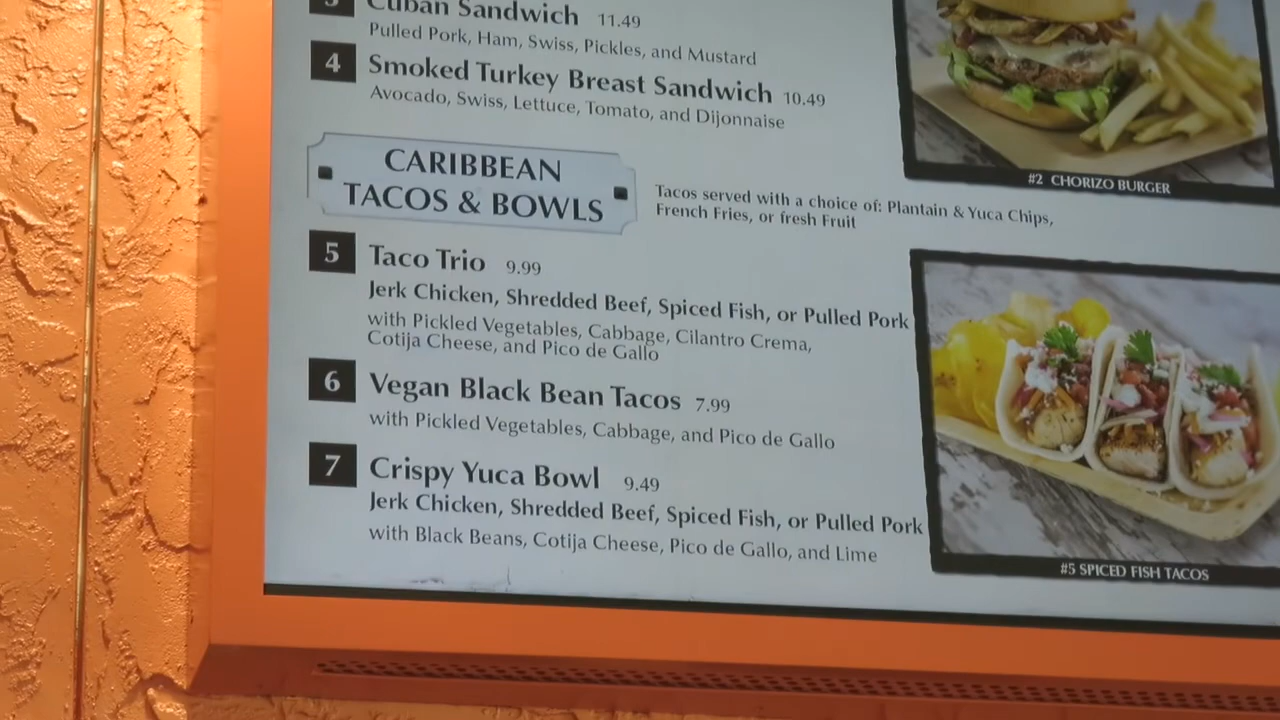 3 Cuban Sandwich 11.49
Pulled Pork, Ham, Swiss, Pickles, and Mustard
4 Smoked Turkey Breast Sandwich 10.49
Avocado, Swiss, Lettuce, Tomato, and Dijonnaise
#2 CHORIZO BURGER
CARIBBEAN
TACOS & BOWLS
Tacos served with a choice of: Plantain & Yuca Chips,
French Fries, or fresh Fruit
5 Taco Trio 9.99
Jerk Chicken, Shredded Beef, Spiced Fish, or Pulled Pork
with Pickled Vegetables, Cabbage, Cilantro Crema,
Cotija Cheese, and Pico de Gallo
6 Vegan Black Bean Tacos 7.99
with Pickled Vegetables, Cabbage, and Pico de Gallo
7 Crispy Yuca Bowl 9.49
Jerk Chicken, Shredded Beef, Spiced Fish, or Pulled Pork
with Black Beans, Cotija Cheese, Pico de Gallo, and Lime
#5 SPICED FISH TACOS